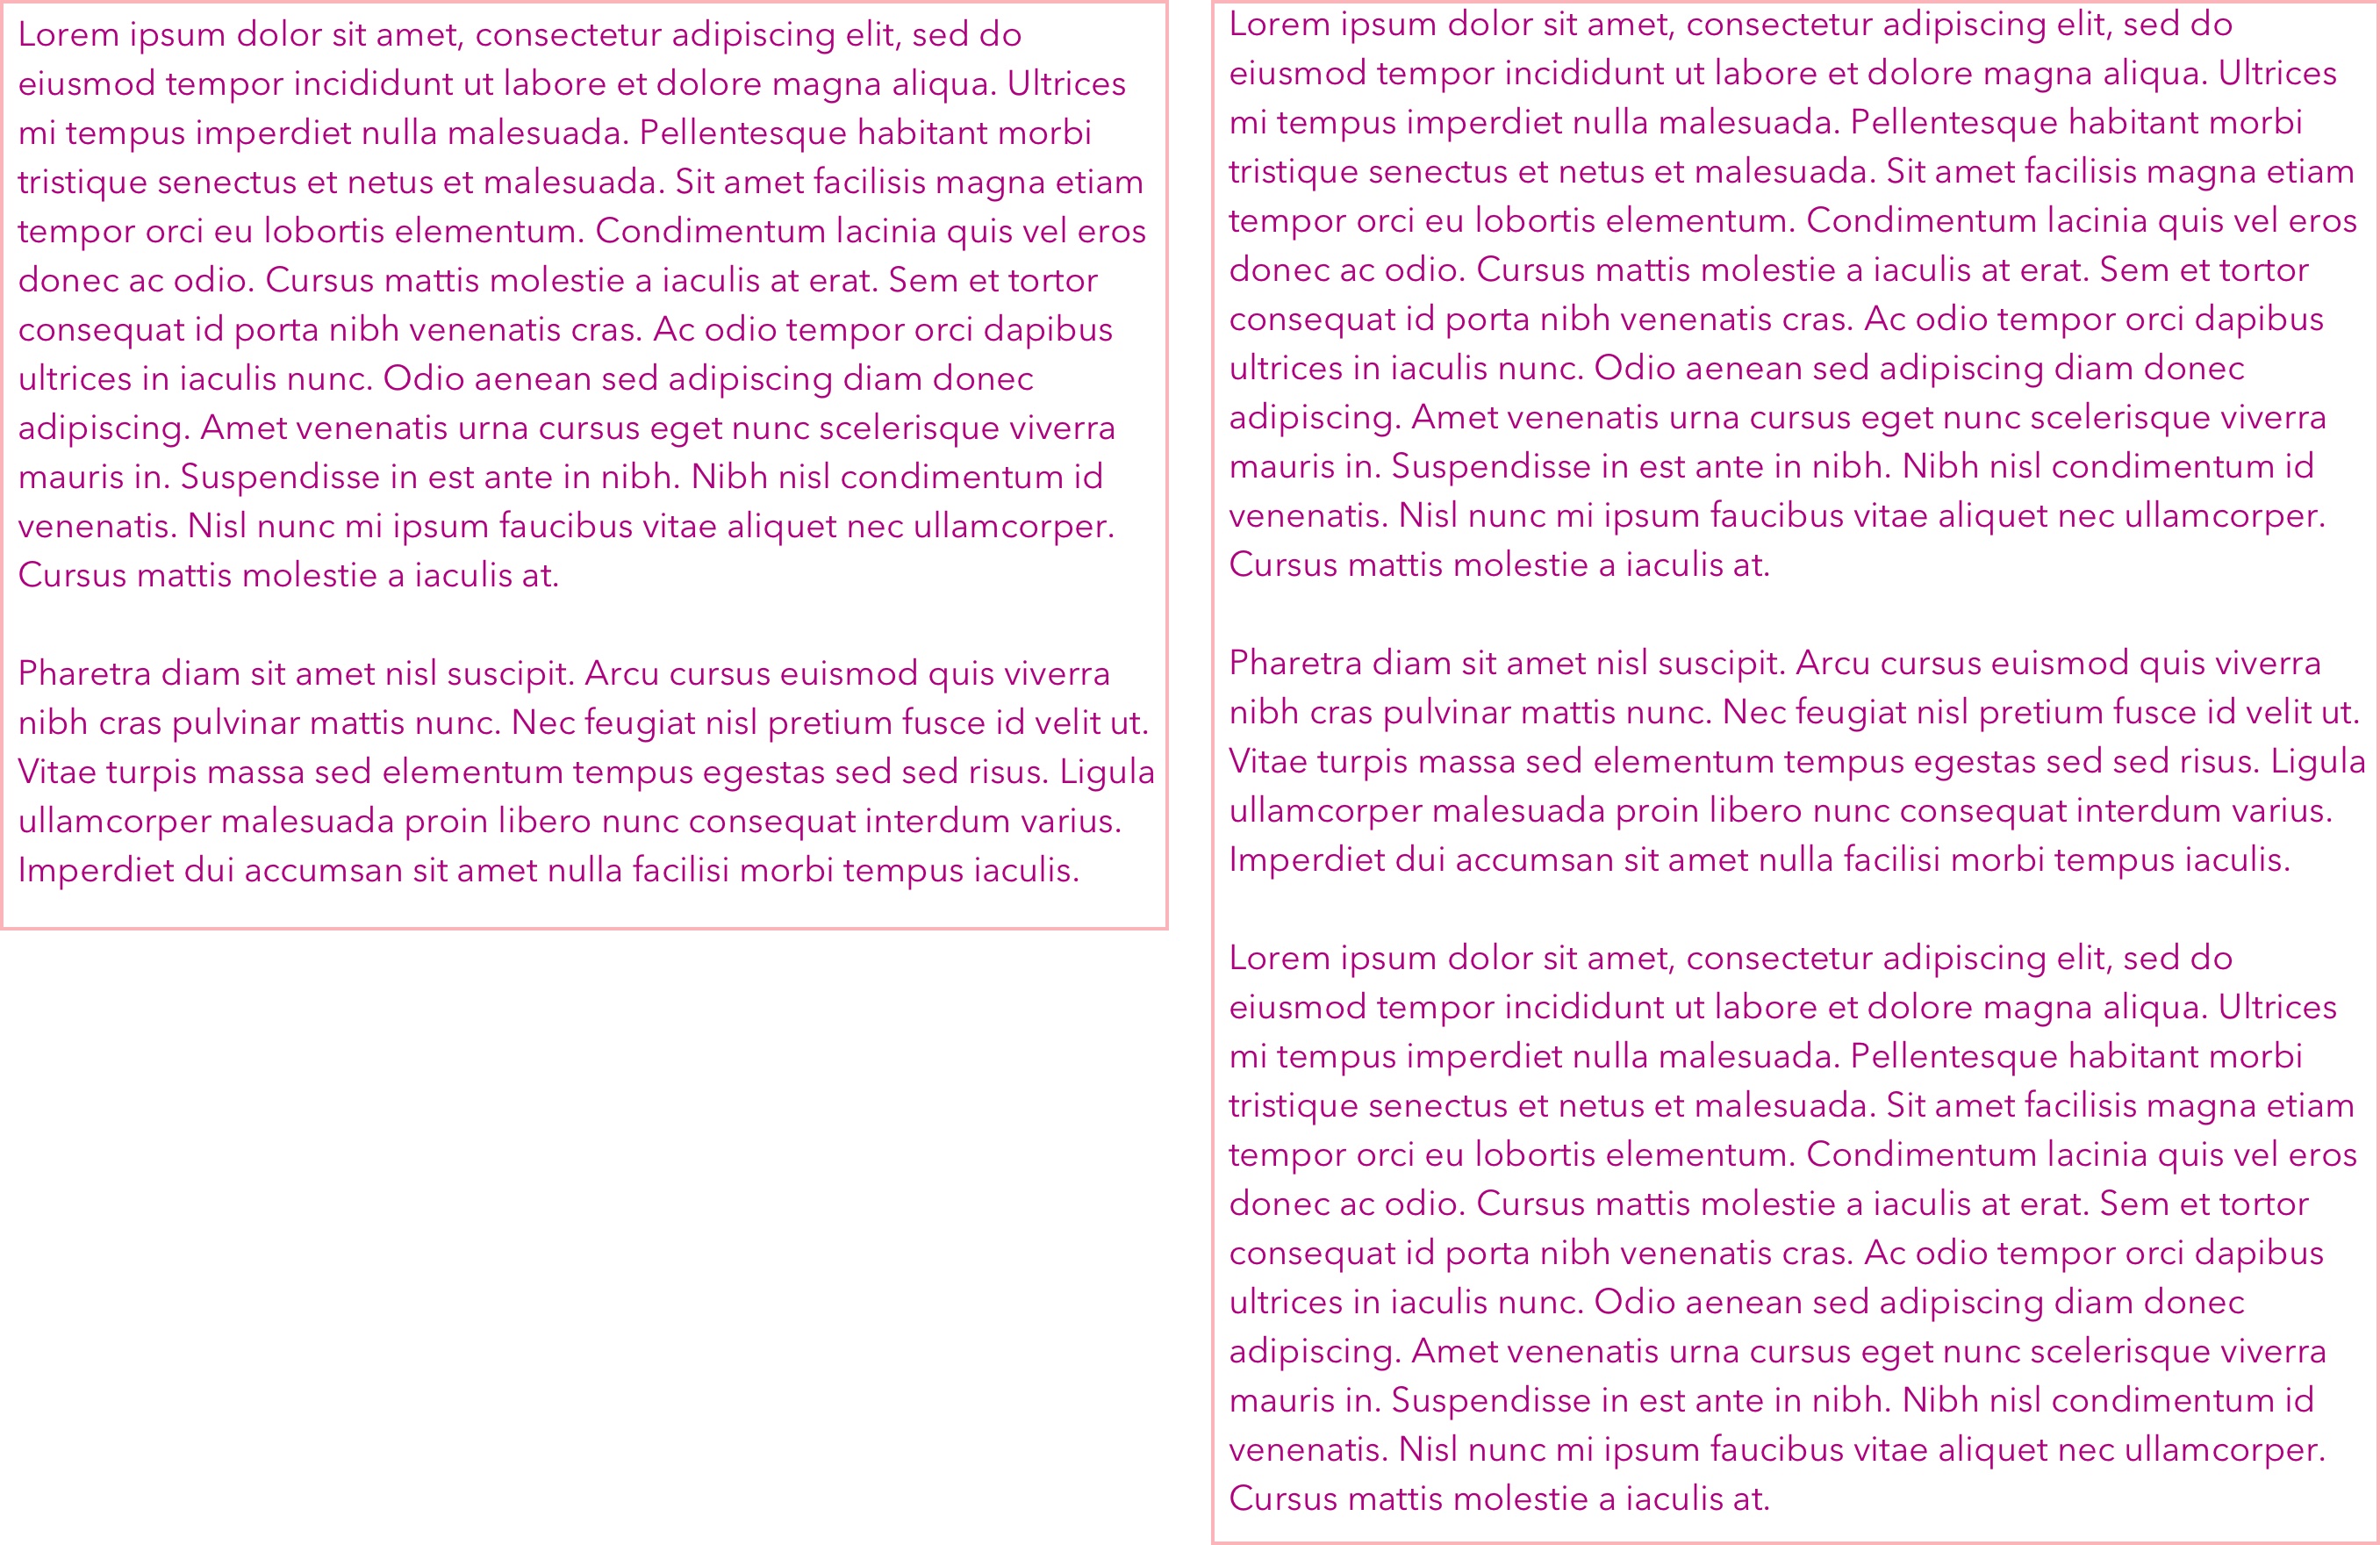 Lorem ipsum dolor sit amet, consectetur adipiscing elit, sed do
eiusmod tempor incididunt ut labore et dolore magna aliqua. Ultrices
mi tempus imperdiet nulla malesuada. Pellentesque habitant morbi
tristique senectus et netus et malesuada. Sit amet facilisis magna etiam
tempor orci eu lobortis elementum. Condimentum lacinia quis vel eros
donec ac odio. Cursus mattis molestie a iaculis at erat. Sem et tortor
consequat id porta nibh venenatis cras. Ac odio tempor orci dapibus
ultrices in iaculis nunc. Odio aenean sed adipiscing diam donec
adipiscing. Amet venenatis urna cursus eget nunc scelerisque viverra
mauris in. Suspendisse in est ante in nibh. Nibh nisl condimentum id
venenatis. Nisl nunc mi ipsum faucibus vitae aliquet nec ullamcorper.
Cursus mattis molestie a iaculis at.

Pharetra diam sit amet nisl suscipit. Arcu cursus euismod quis viverra
nibh cras pulvinar mattis nunc. Nec feugiat nisl pretium fusce id velit ut.
Vitae turpis massa sed elementum tempus egestas sed sed risus. Ligula
ullamcorper malesuada proin libero nunc consequat interdum varius.
Imperdiet dui accumsan sit amet nulla facilisi morbi tempus iaculis.

Lorem ipsum dolor sit amet, consectetur adipiscing elit, sed do
eiusmod tempor incididunt ut labore et dolore magna aliqua. Ultrices
mi tempus imperdiet nulla malesuada. Pellentesque habitant morbi
tristique senectus et netus et malesuada. Sit amet facilisis magna etiam
tempor orci eu lobortis elementum. Condimentum lacinia quis vel eros
donec ac odio. Cursus mattis molestie a iaculis at erat. Sem et tortor
consequat id porta nibh venenatis cras. Ac odio tempor orci dapibus
ultrices in iaculis nunc. Odio aenean sed adipiscing diam donec
adipiscing. Amet venenatis urna cursus eget nunc scelerisque viverra
mauris in. Suspendisse in est ante in nibh. Nibh nisl condimentum id
venenatis. Nisl nunc mi ipsum faucibus vitae aliquet nec ullamcorper.
Cursus mattis molestie a iaculis at.

Pharetra diam sit amet nisl suscipit. Arcu cursus euismod quis viverra
nibh cras pulvinar mattis nunc. Nec feugiat nisl pretium fusce id velit ut.
Vitae turpis massa sed elementum tempus egestas sed sed risus. Ligula
ullamcorper malesuada proin libero nunc consequat interdum varius.
Imperdiet dui accumsan sit amet nulla facilisi morbi tempus iaculis.

Lorem ipsum dolor sit amet, consectetur adipiscing elit, sed do
eiusmod tempor incididunt ut labore et dolore magna aliqua. Ultrices
mi tempus imperdiet nulla malesuada. Pellentesque habitant morbi
tristique senectus et netus et malesuada. Sit amet facilisis magna etiam
tempor orci eu lobortis elementum. Condimentum lacinia quis vel eros
donec ac odio. Cursus mattis molestie a iaculis at erat. Sem et tortor
consequat id porta nibh venenatis cras. Ac odio tempor orci dapibus
ultrices in iaculis nunc. Odio aenean sed adipiscing diam donec
adipiscing. Amet venenatis urna cursus eget nunc scelerisque viverra
mauris in. Suspendisse in est ante in nibh. Nibh nisl condimentum id
venenatis. Nisl nunc mi ipsum faucibus vitae aliquet nec ullamcorper.
Cursus mattis molestie a iaculis at.